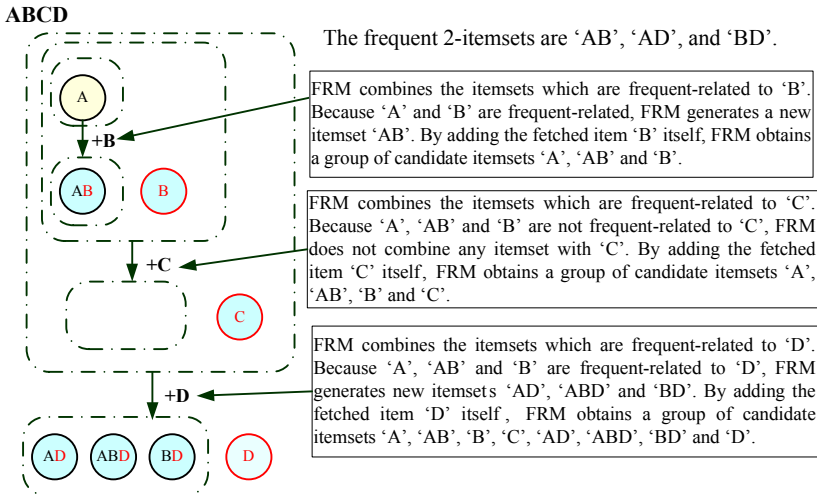 ABCD
The frequent 2-itemsets are ‘AB’, ‘AD’, and ‘BD’.
A
+B
FRM combines the itemsets which are frequent-related to ‘B’.
Because ‘A’ and ‘B’ are frequent-related, FRM generates a new
itemset ‘AB’. By adding the fetched item ‘B’ itself, FRM obtains
a group of candidate itemsets ‘A’, ‘AB’ and ‘B’.
AB
B
+C
FRM combines the itemsets which are frequent-related to ‘C’.
Because ‘A’, ‘AB’ and ‘B’ are not frequent-related to ‘C’, FRM
does not combine any itemset with ‘C’. By adding the fetched
item ‘C’ itself, FRM obtains a group of candidate itemsets ‘A’,
‘AB’, ‘B’ and ‘C’.
C
+D
FRM combines the itemsets which are frequent-related to ‘D’.
Because ‘A’, ‘AB’ and ‘B’ are frequent-related to ‘D’, FRM
generates new itemsets ‘AD’, ‘ABD’ and ‘BD’. By adding the
fetched item ‘D’ itself, FRM obtains a group of candidate
itemsets ‘A’, ‘AB’, ‘B’, ‘C’, ‘AD’, ‘ABD’, ‘BD’ and ‘D’.
AD
ABD
BD
D